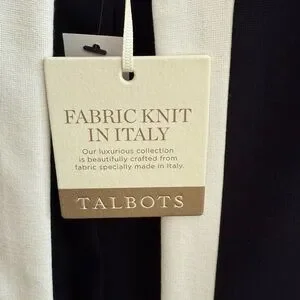 FABRIC KNIT
IN ITALY
Our luxurious collection
is beautifully crafted from
fabric specially made in Italy.
TALBOTS